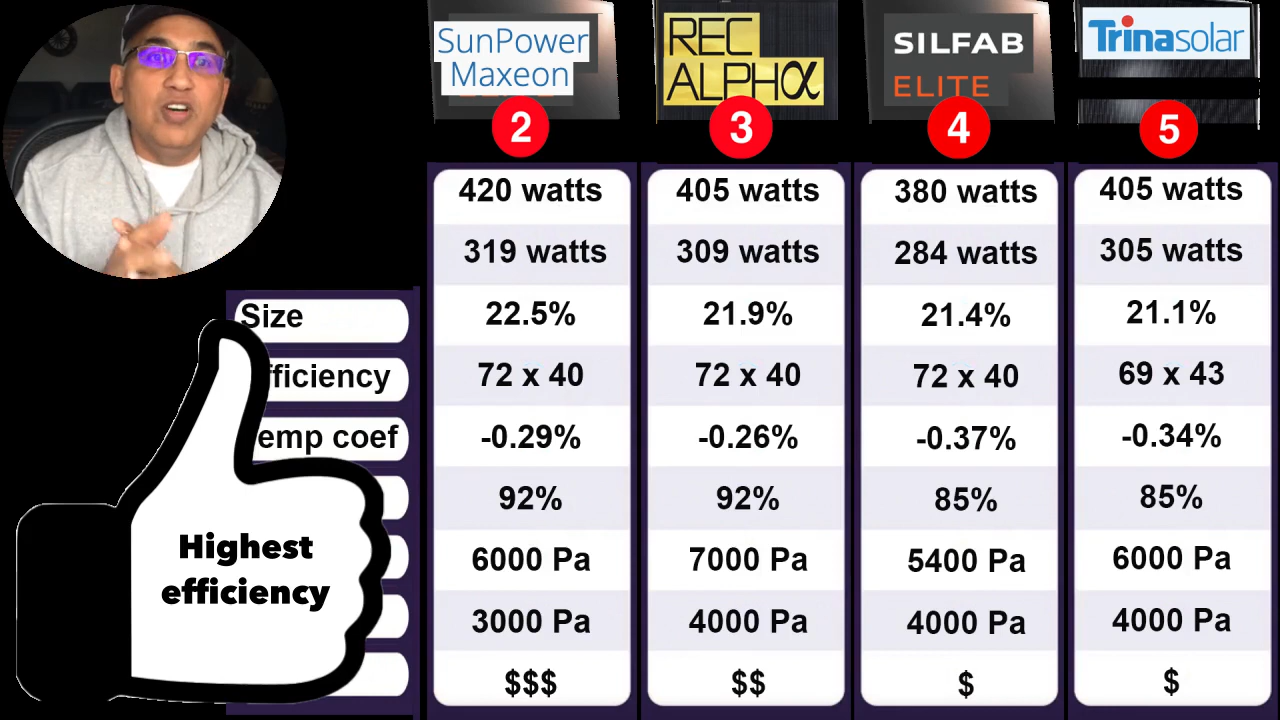 SunPower
Maxeon
REC
ALPHα
SILFAB
ELITE
Trinasolar
2
3
4
5
420 watts
405 watts
380 watts
405 watts
319 watts
309 watts
284 watts
305 watts
Size
22.5%
21.9%
21.4%
21.1%
fficiency
72 x 40
72 x 40
72 x 40
69 x 43
emp coef
-0.29%
-0.26%
-0.37%
-0.34%
92%
92%
85%
85%
Highest
efficiency
6000 Pa
7000 Pa
5400 Pa
6000 Pa
3000 Pa
4000 Pa
4000 Pa
4000 Pa
$$$
$$
$
$